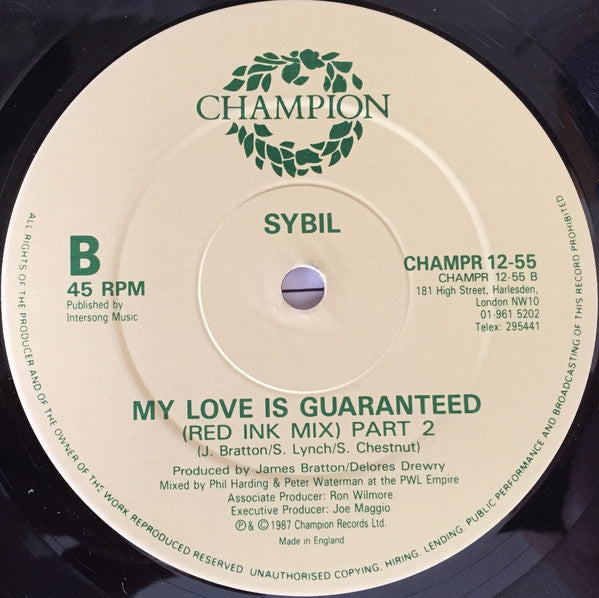 CHAMPION
SYBIL
B
45 RPM
Published by
Intersong Music
CHAMPR 12-55
CHAMPR 12-55 B
181 High Street, Harlesden,
London NW10
01-961 5202
Telex: 295441
MY LOVE IS GUARANTEED
(RED INK MIX) PART 2
(J. Bratton/S. Lynch/S. Chestnut)
Produced by James Bratton/Delores Drewry
Mixed by Phil Harding & Peter Waterman at the PWL Empire
Associate Producer: Ron Wilmore
Executive Producer: Joe Maggio
℗ & © 1987 Champion Records Ltd.
Made in England
ALL RIGHTS OF THE PRODUCER AND OF THE OWNER OF THE WORK REPRODUCED RESERVED UNAUTHORISED COPYING, HIRING, LENDING, PUBLIC PERFORMANCE AND BROADCASTING OF THIS RECORD PROHIBITED